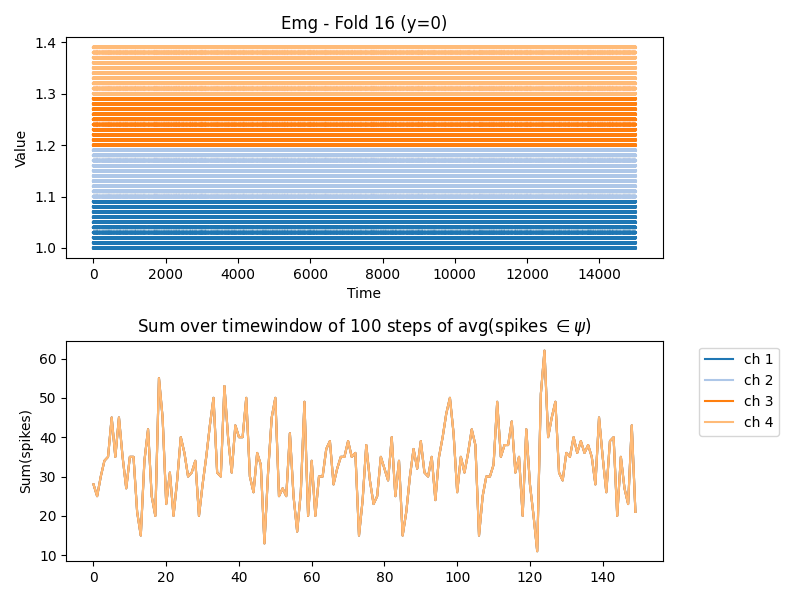 Emg - Fold 16 (y=0)
1.4
1.3
1.2
1.1
1.0
Value
0 2000 4000 6000 8000 10000 12000 14000
Time
Sum over timewindow of 100 steps of avg(spikes ∈ ψ)
60
50
40
30
20
10
Sum(spikes)
0 20 40 60 80 100 120 140
ch 1
ch 2
ch 3
ch 4